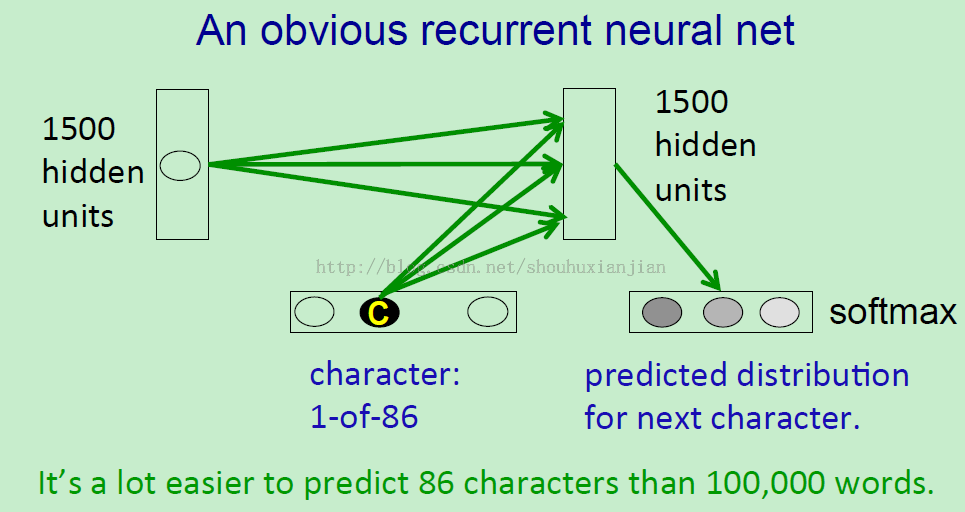 An obvious recurrent neural net
1500
hidden
units
1500
hidden
units
http://blog.csdn.net/shouhuxianjian
C
softmax
character:
1-of-86
predicted distribution
for next character.
It's a lot easier to predict 86 characters than 100,000 words.